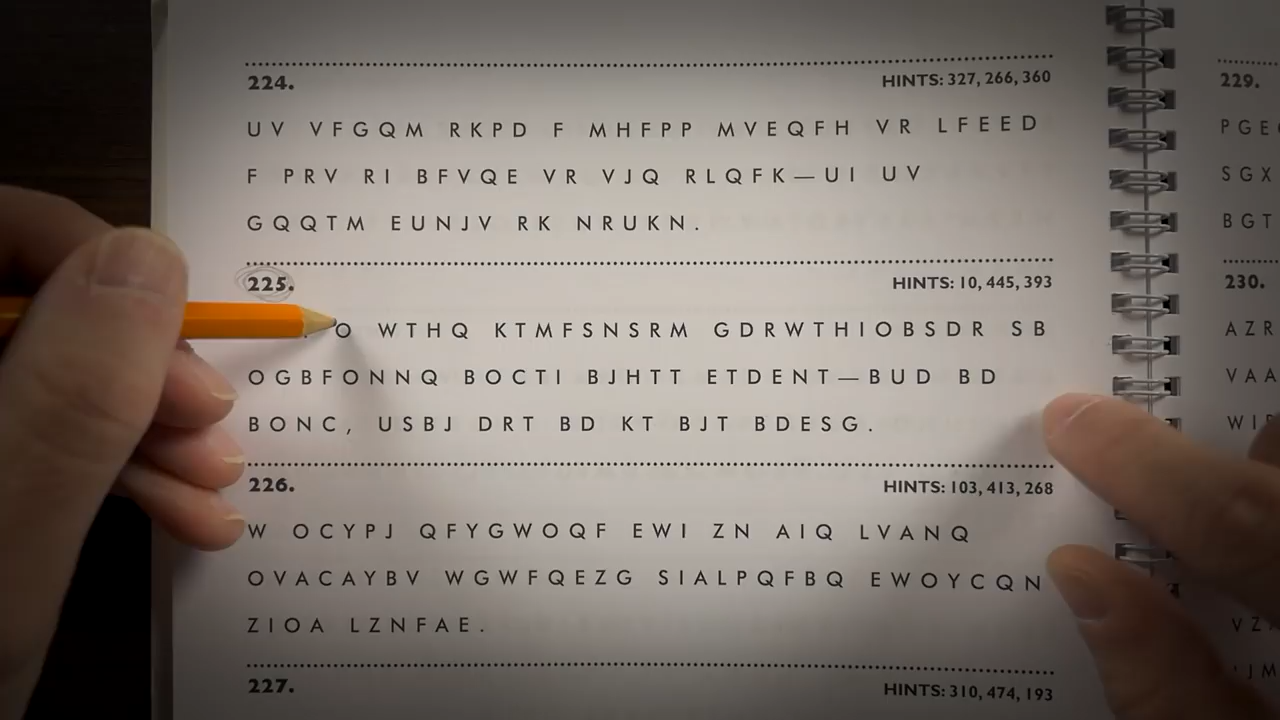 224.
HINTS: 327, 266, 360
UV VFGQM RKPD F MHFPP MVEQFH VR LFEED
F PRV RI BFVQE VR VJQ RLQFK—UI UV
GQQTM EUNJV RK NRUKN.
225.
HINTS: 10, 445, 393
O WTHQ KTMFSNSRM GDRWTHIOBSDR SB
OGBFONNQ BOCTI BJHTT ETDENT—BUD BD
BONC, USBJ DRT BD KT BJT BDESG.
226.
HINTS: 103, 413, 268
W OCYPJ QFYGWOQF EWI ZN AIQ LVANQ
OVACAYBV WGWFQEZG SIALPQFBQ EWOYCQN
ZIOA LZNFAE.
227.
HINTS: 310, 474, 193
229.
230.